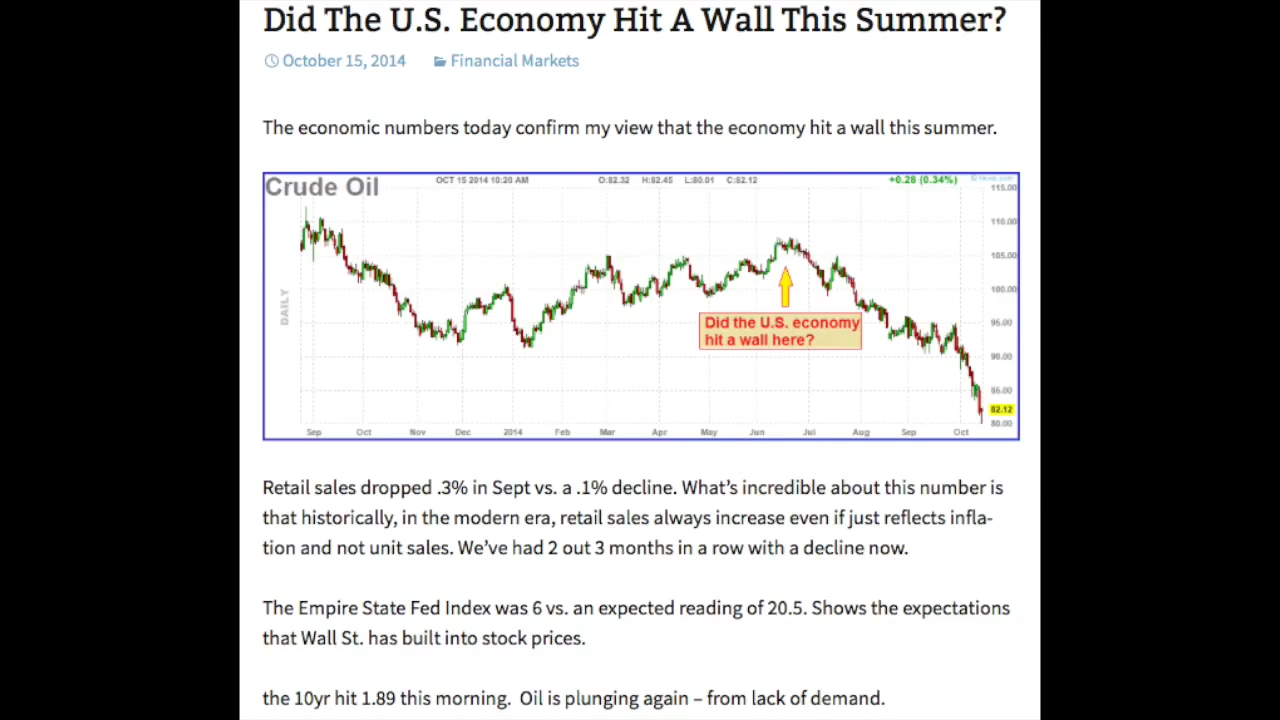 Did The U.S. Economy Hit A Wall This Summer?
October 15, 2014 Financial Markets
The economic numbers today confirm my view that the economy hit a wall this summer.
Crude Oil OCT 15 2014 10:20 AM O:82.32 H:82.45 L:80.01 C:82.12 +0.28 (0.34%)
115.00
110.00
105.00
100.00
95.00
90.00
85.00
82.12
80.00
DAILY
Did the U.S. economy
hit a wall here?
Sep Oct Nov Dec 2014 Feb Mar Apr May Jun Jul Aug Sep Oct
Retail sales dropped .3% in Sept vs. a .1% decline. What’s incredible about this number is
that historically, in the modern era, retail sales always increase even if just reflects infla-
tion and not unit sales. We’ve had 2 out 3 months in a row with a decline now.
The Empire State Fed Index was 6 vs. an expected reading of 20.5. Shows the expectations
that Wall St. has built into stock prices.
the 10yr hit 1.89 this morning. Oil is plunging again – from lack of demand.